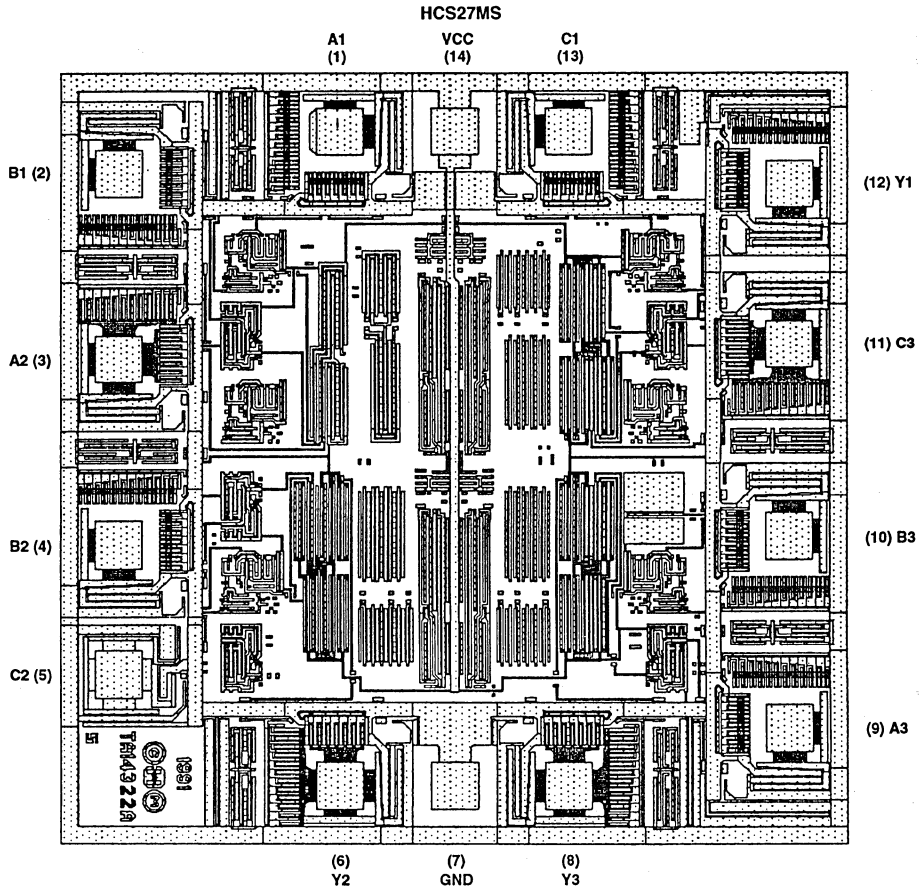 HCS27MS
A1
(1)
VCC
(14)
C1
(13)
B1 (2)
(12) Y1
A2 (3)
(11) C3
B2 (4)
(10) B3
C2 (5)
(9) A3
TA14322A
1991
(6)
Y2
(7)
GND
(8)
Y3